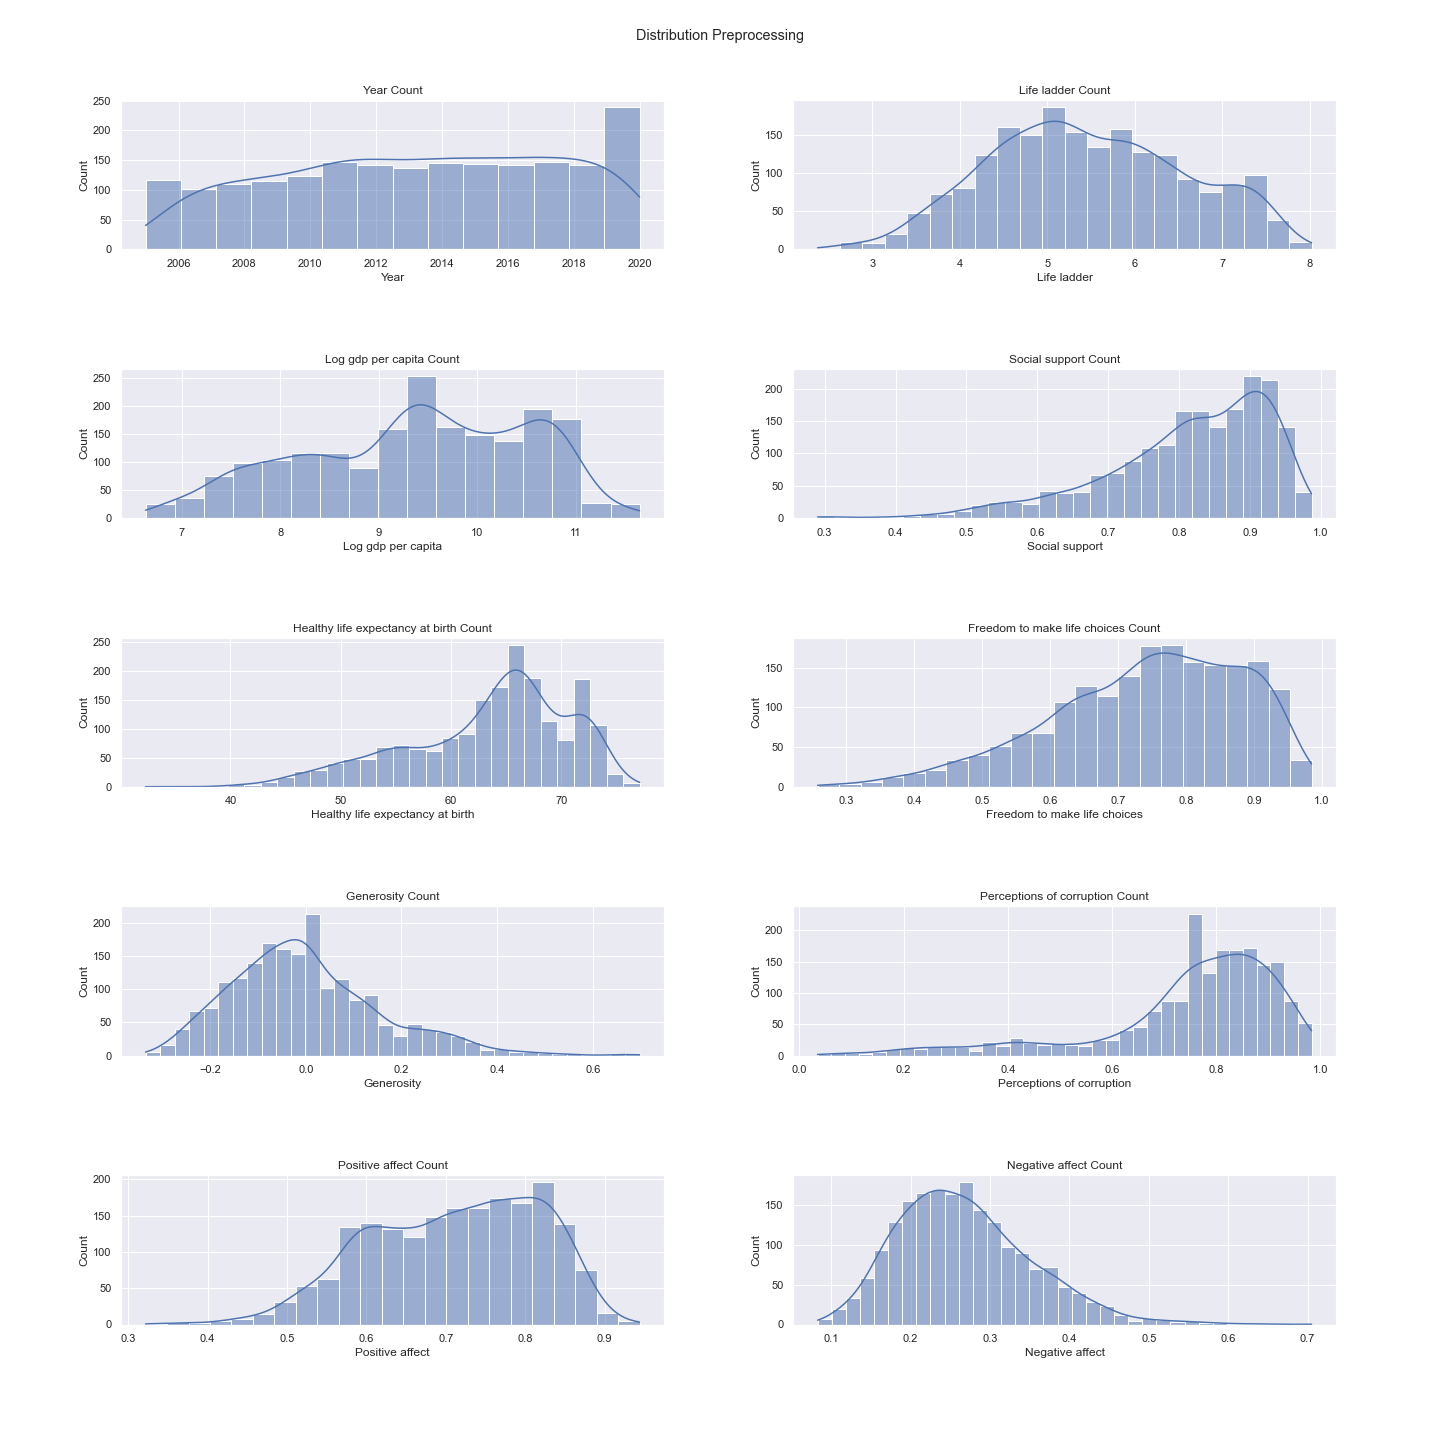 Distribution Preprocessing
Year Count
250
200
150
100
50
0
Count
2006 2008 2010 2012 2014 2016 2018 2020
Year
Life ladder Count
150
100
50
0
Count
3 4 5 6 7 8
Life ladder
Log gdp per capita Count
250
200
150
100
50
0
Count
7 8 9 10 11
Log gdp per capita
Social support Count
200
150
100
50
0
Count
0.3 0.4 0.5 0.6 0.7 0.8 0.9 1.0
Social support
Healthy life expectancy at birth Count
250
200
150
100
50
0
Count
40 50 60 70
Healthy life expectancy at birth
Freedom to make life choices Count
150
100
50
0
Count
0.3 0.4 0.5 0.6 0.7 0.8 0.9 1.0
Freedom to make life choices
Generosity Count
200
150
100
50
0
Count
−0.2 0.0 0.2 0.4 0.6
Generosity
Perceptions of corruption Count
200
150
100
50
0
Count
0.0 0.2 0.4 0.6 0.8 1.0
Perceptions of corruption
Positive affect Count
200
150
100
50
0
Count
0.3 0.4 0.5 0.6 0.7 0.8 0.9
Positive affect
Negative affect Count
150
100
50
0
Count
0.1 0.2 0.3 0.4 0.5 0.6 0.7
Negative affect